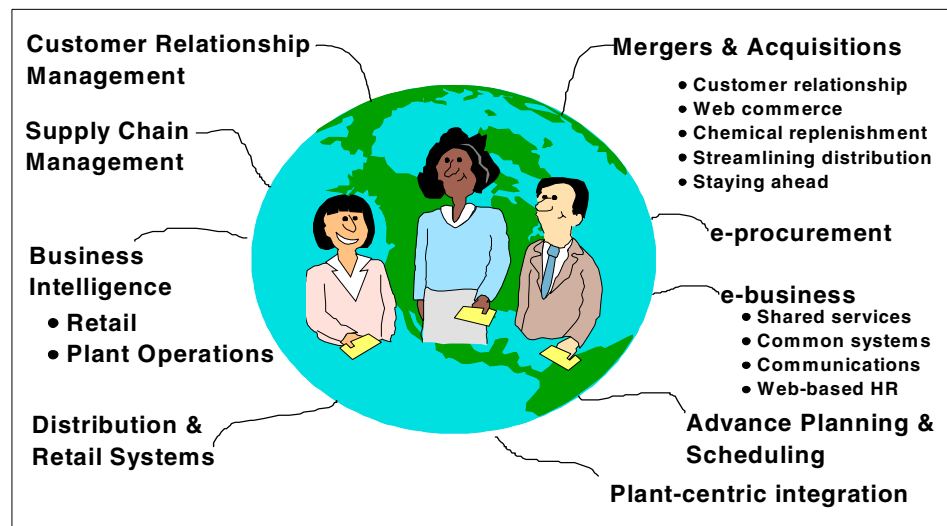 Customer Relationship
Management
Supply Chain
Management
Business
Intelligence
• Retail
• Plant Operations
Distribution &
Retail Systems
Mergers & Acquisitions
• Customer relationship
• Web commerce
• Chemical replenishment
• Streamlining distribution
• Staying ahead
e-procurement
e-business
• Shared services
• Common systems
• Communications
• Web-based HR
Advance Planning &
Scheduling
Plant-centric integration